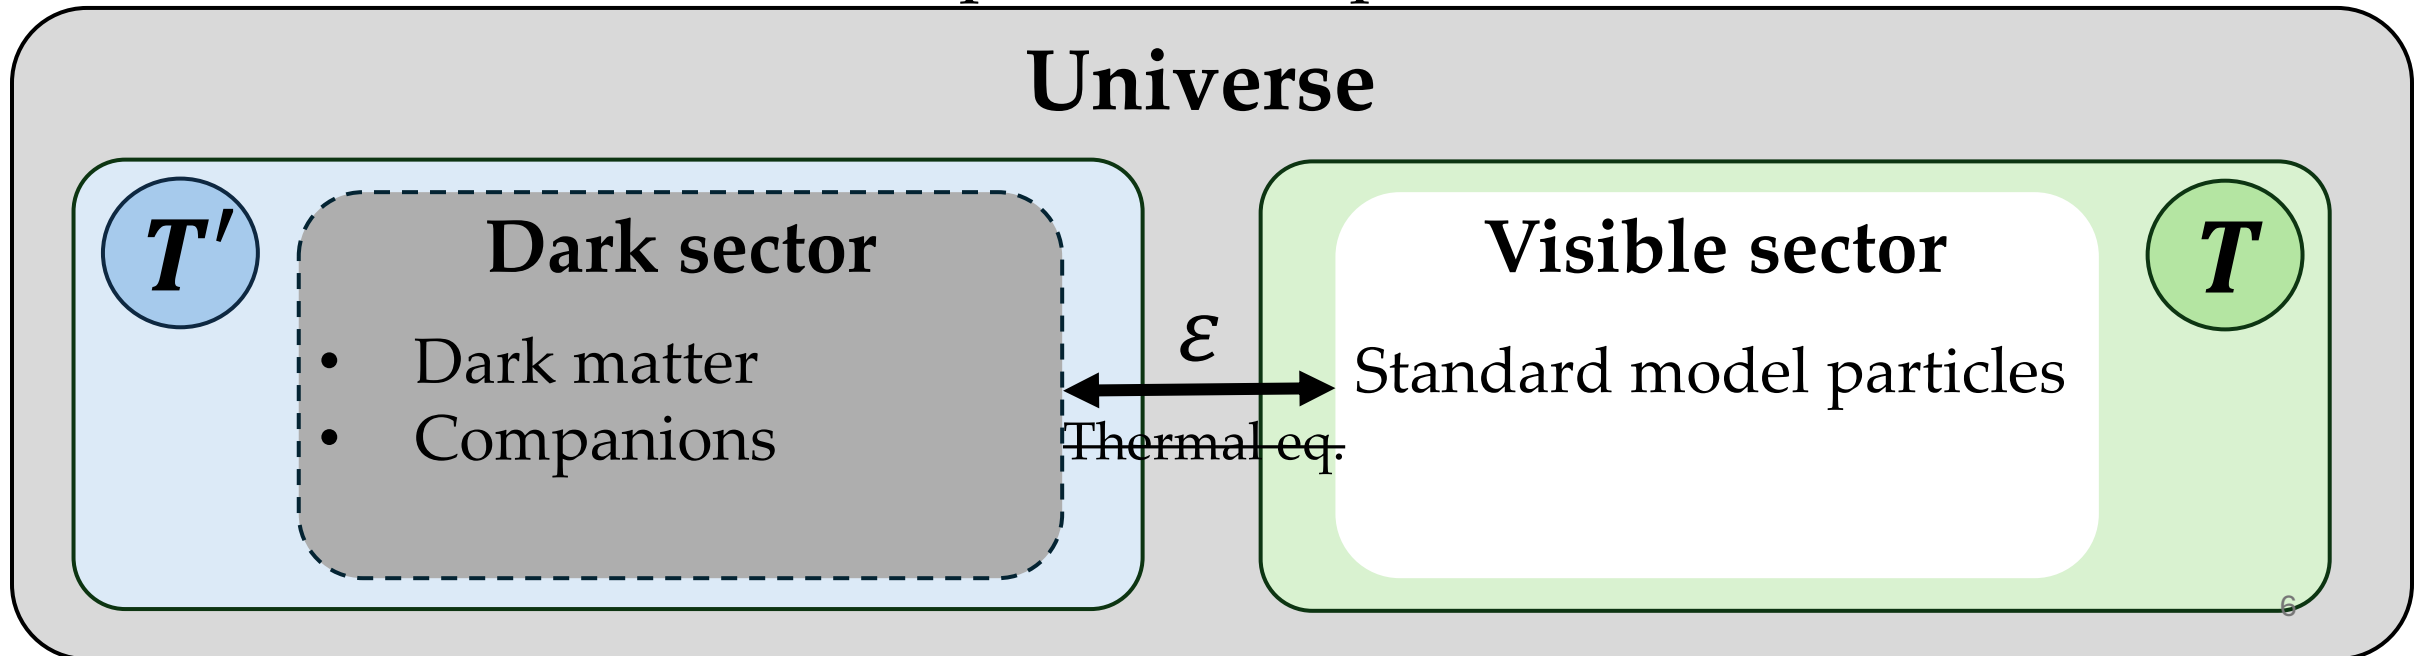 Universe
T′
Dark sector
• Dark matter
• Companions
ε
Thermal eq.
Visible sector
Standard model particles
T
6